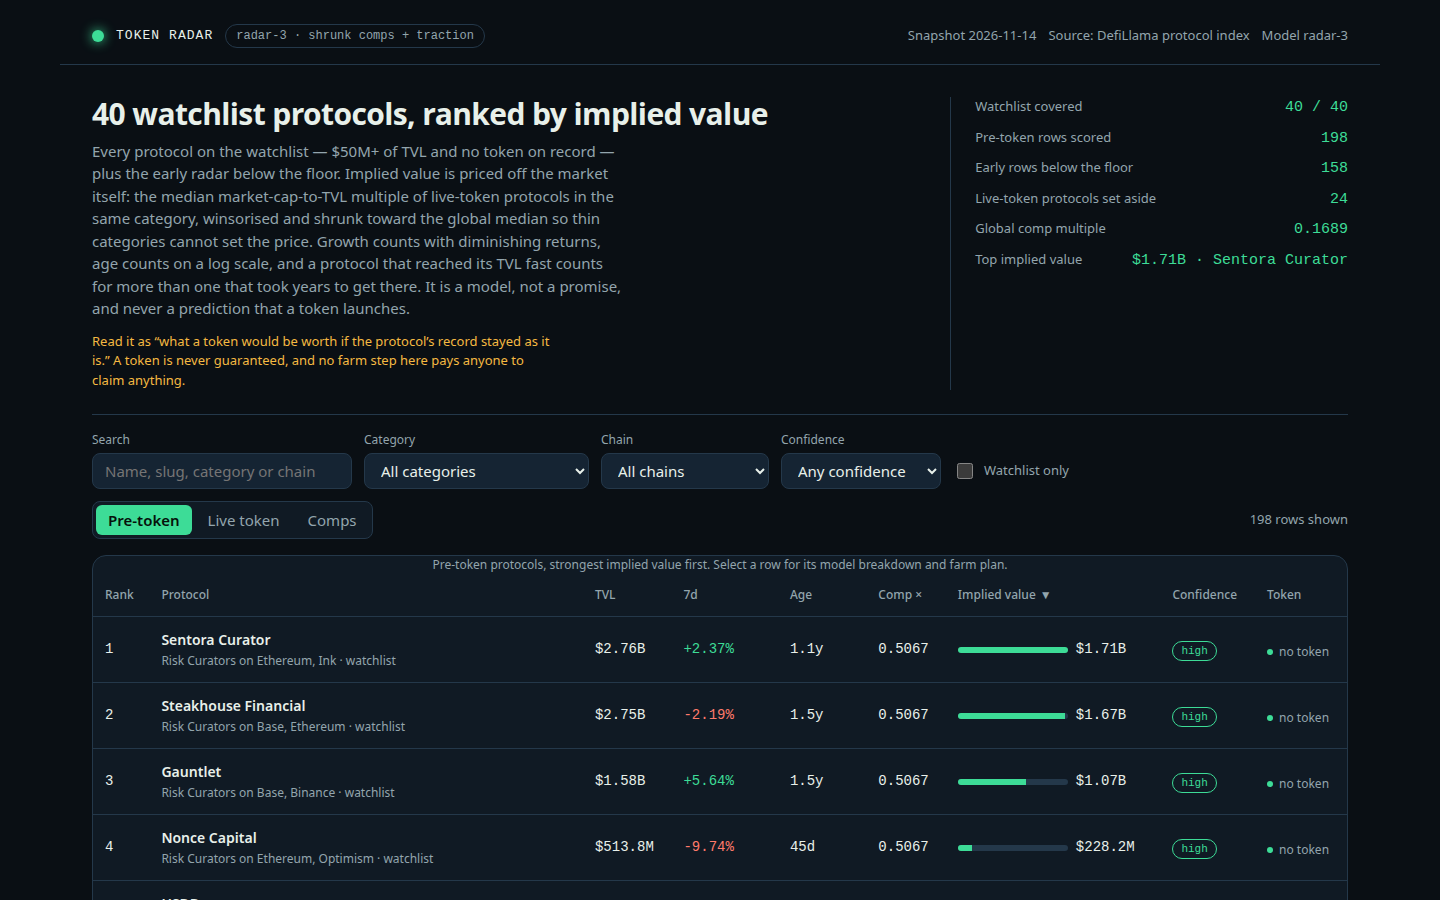 TOKEN RADAR
radar-3 · shrunk comps + traction
Snapshot 2026-11-14 Source: DefiLlama protocol index Model radar-3
40 watchlist protocols, ranked by implied value
Every protocol on the watchlist — $50M+ of TVL and no token on record —
plus the early radar below the floor. Implied value is priced off the market
itself: the median market-cap-to-TVL multiple of live-token protocols in the
same category, winsorised and shrunk toward the global median so thin
categories cannot set the price. Growth counts with diminishing returns,
age counts on a log scale, and a protocol that reached its TVL fast counts
for more than one that took years to get there. It is a model, not a promise,
and never a prediction that a token launches.
Read it as “what a token would be worth if the protocol’s record stayed as it
is.” A token is never guaranteed, and no farm step here pays anyone to
claim anything.
Watchlist covered 40 / 40
Pre-token rows scored 198
Early rows below the floor 158
Live-token protocols set aside 24
Global comp multiple 0.1689
Top implied value $1.71B · Sentora Curator
Search Category Chain Confidence
Name, slug, category or chain All categories All chains Any confidence Watchlist only
Pre-token Live token Comps 198 rows shown
Pre-token protocols, strongest implied value first. Select a row for its model breakdown and farm plan.
Rank Protocol TVL 7d Age Comp × Implied value ▼ Confidence Token
1 Sentora Curator $2.76B +2.37% 1.1y 0.5067 $1.71B high no token
Risk Curators on Ethereum, Ink · watchlist
2 Steakhouse Financial $2.75B -2.19% 1.5y 0.5067 $1.67B high no token
Risk Curators on Base, Ethereum · watchlist
3 Gauntlet $1.58B +5.64% 1.5y 0.5067 $1.07B high no token
Risk Curators on Base, Binance · watchlist
4 Nonce Capital $513.8M -9.74% 45d 0.5067 $228.2M high no token
Risk Curators on Ethereum, Optimism · watchlist